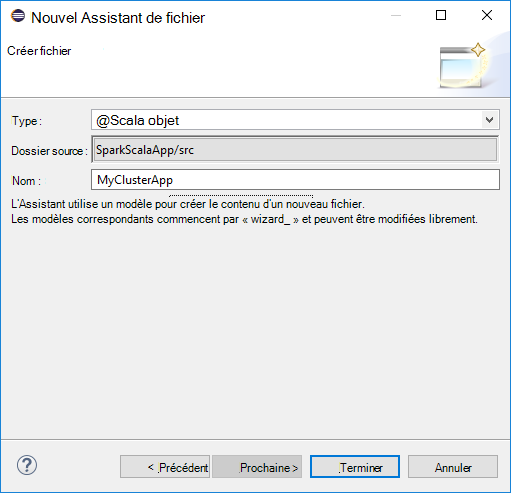 Nouvel Assistant de fichier
Créer fichier
Type : @Scala objet
Dossier source : SparkScalaApp/src
Nom : MyClusterApp
L'Assistant utilise un modèle pour créer le contenu d'un nouveau fichier.
Les modèles correspondants commencent par « wizard_ » et peuvent être modifiées librement.
? < Précédent Prochaine > Terminer Annuler